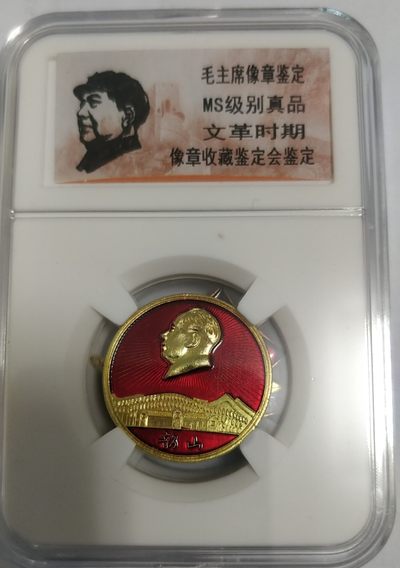 毛主席像章鉴定
MS级别真品
文革时期
像章收藏鉴定会鉴定
韶山